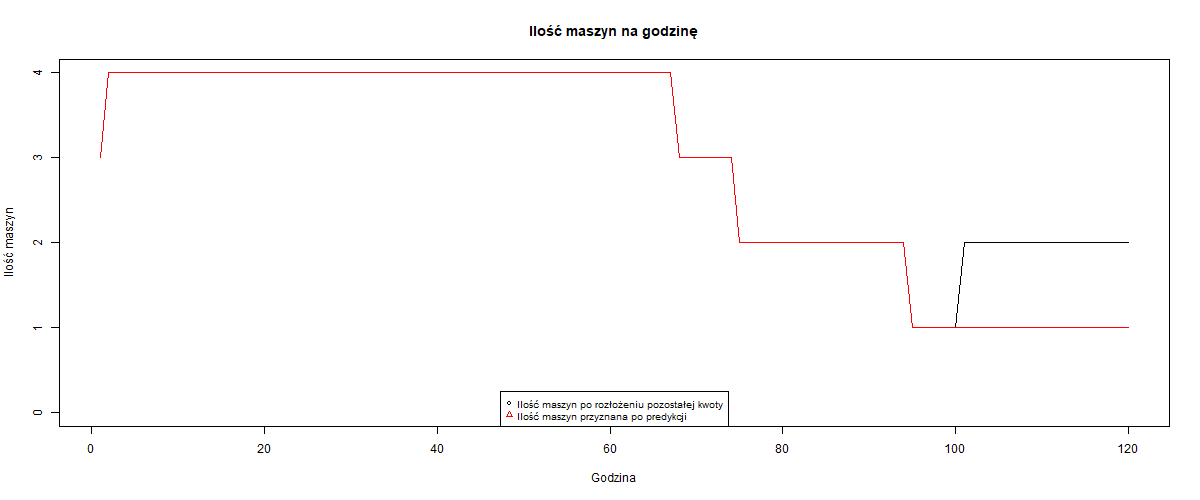 Ilość maszyn na godzinę
Ilość maszyn
4
3
2
1
0
Ilość maszyn po rozłożeniu pozostałej kwoty
Ilość maszyn przyznana po predykcji
0 20 40 60 80 100 120
Godzina